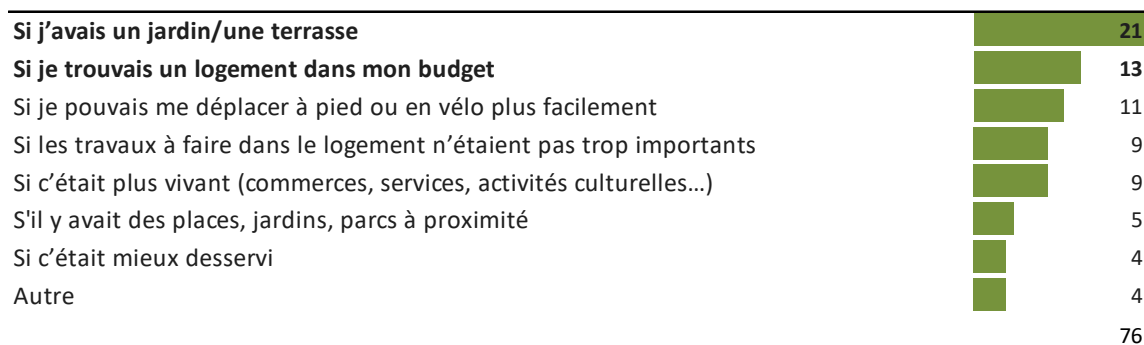 Si j’avais un jardin/une terrasse 21
Si je trouvais un logement dans mon budget 13
Si je pouvais me déplacer à pied ou en vélo plus facilement 11
Si les travaux à faire dans le logement n’étaient pas trop importants 9
Si c’était plus vivant (commerces, services, activités culturelles…) 9
S'il y avait des places, jardins, parcs à proximité 5
Si c’était mieux desservi 4
Autre 4
76